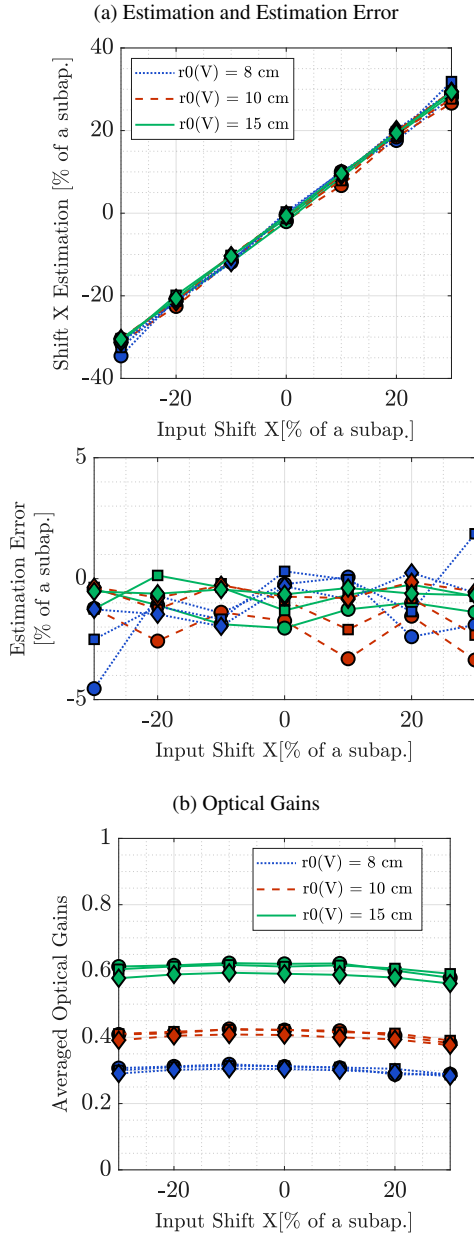 (a) Estimation and Estimation Error
40
20
0
-20
-40
Shift X Estimation [% of a subap.]
r0(V) = 8 cm
r0(V) = 10 cm
r0(V) = 15 cm
-20 0 20
Input Shift X[% of a subap.]
5
0
-5
Estimation Error
[% of a subap.]
-20 0 20
Input Shift X[% of a subap.]
(b) Optical Gains
1
0.8
0.6
0.4
0.2
0
Averaged Optical Gains
r0(V) = 8 cm
r0(V) = 10 cm
r0(V) = 15 cm
-20 0 20
Input Shift X[% of a subap.]